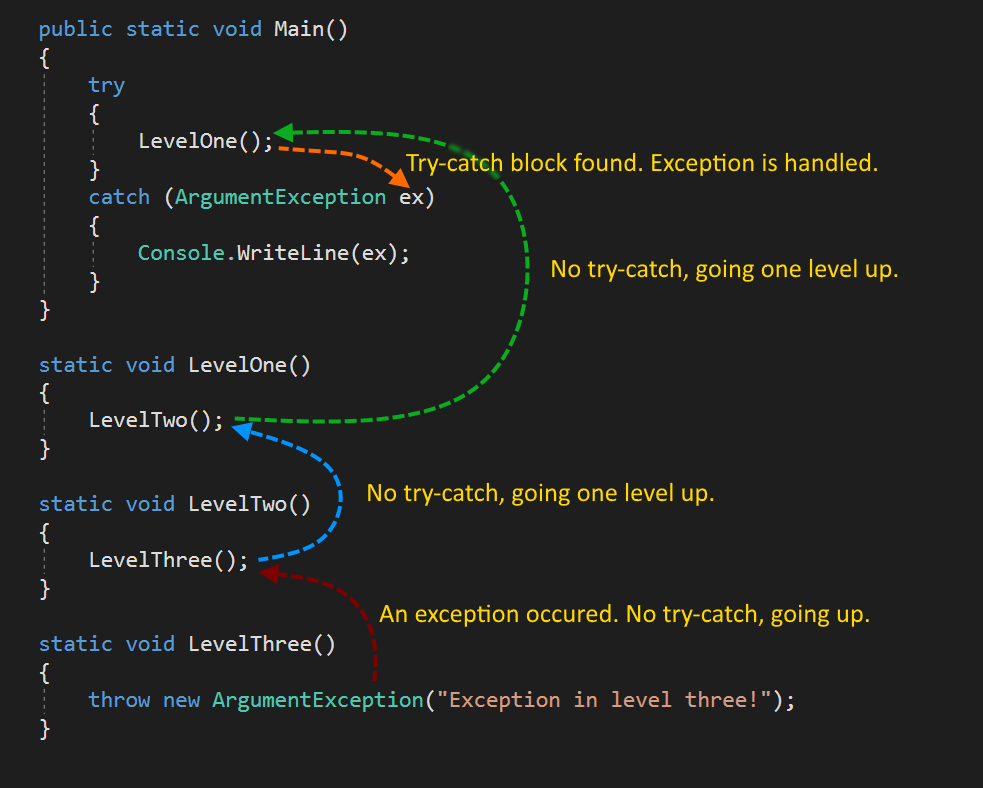 public static void Main()
{
try
{
LevelOne();
}
Try-catch block found. Exception is handled.
catch (ArgumentException ex)
{
Console.WriteLine(ex);
No try-catch, going one level up.
}
}
static void LevelOne()
{
LevelTwo();
}
No try-catch, going one level up.
static void LevelTwo()
{
LevelThree();
}
An exception occured. No try-catch, going up.
static void LevelThree()
{
throw new ArgumentException("Exception in level three!");
}